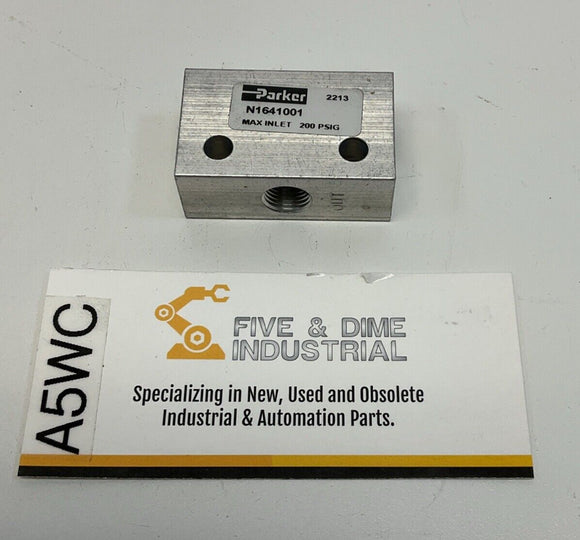 Parker 2213
N1641001
MAX INLET 200 PSIG
OUT
A5WC
FIVE & DIME
INDUSTRIAL
Specializing in New, Used and Obsolete
Industrial & Automation Parts.